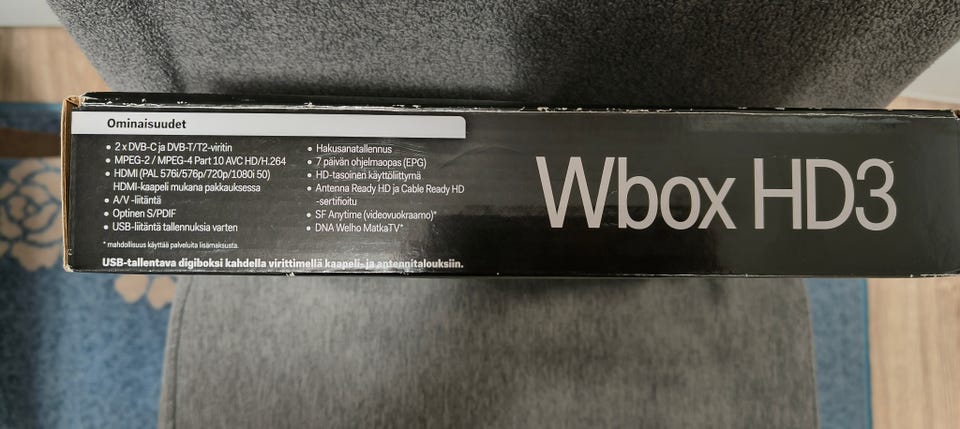 Ominaisuudet
• 2 x DVB-C ja DVB-T/T2-viritin
• MPEG-2 / MPEG-4 Part 10 AVC HD/H.264
• HDMI (PAL 576i/576p/720p/1080i 50)
HDMI-kaapeli mukana pakkauksessa
• A/V -liitäntä
• Optinen S/PDIF
• USB-liitäntä tallennuksia varten
• Hakusanatallennus
• 7 päivän ohjelmaopas (EPG)
• HD-tasoinen käyttöliittymä
• Antenna Ready HD ja Cable Ready HD
-sertifioitu
• SF Anytime (videovuokraamo)*
• DNA Welho MatkaTV*
* mahdollisuus käyttää palveluita lisämaksusta.
USB-tallentava digiboksi kahdella virittimellä kaapeli- ja antennitalouksiin.
Wbox HD3